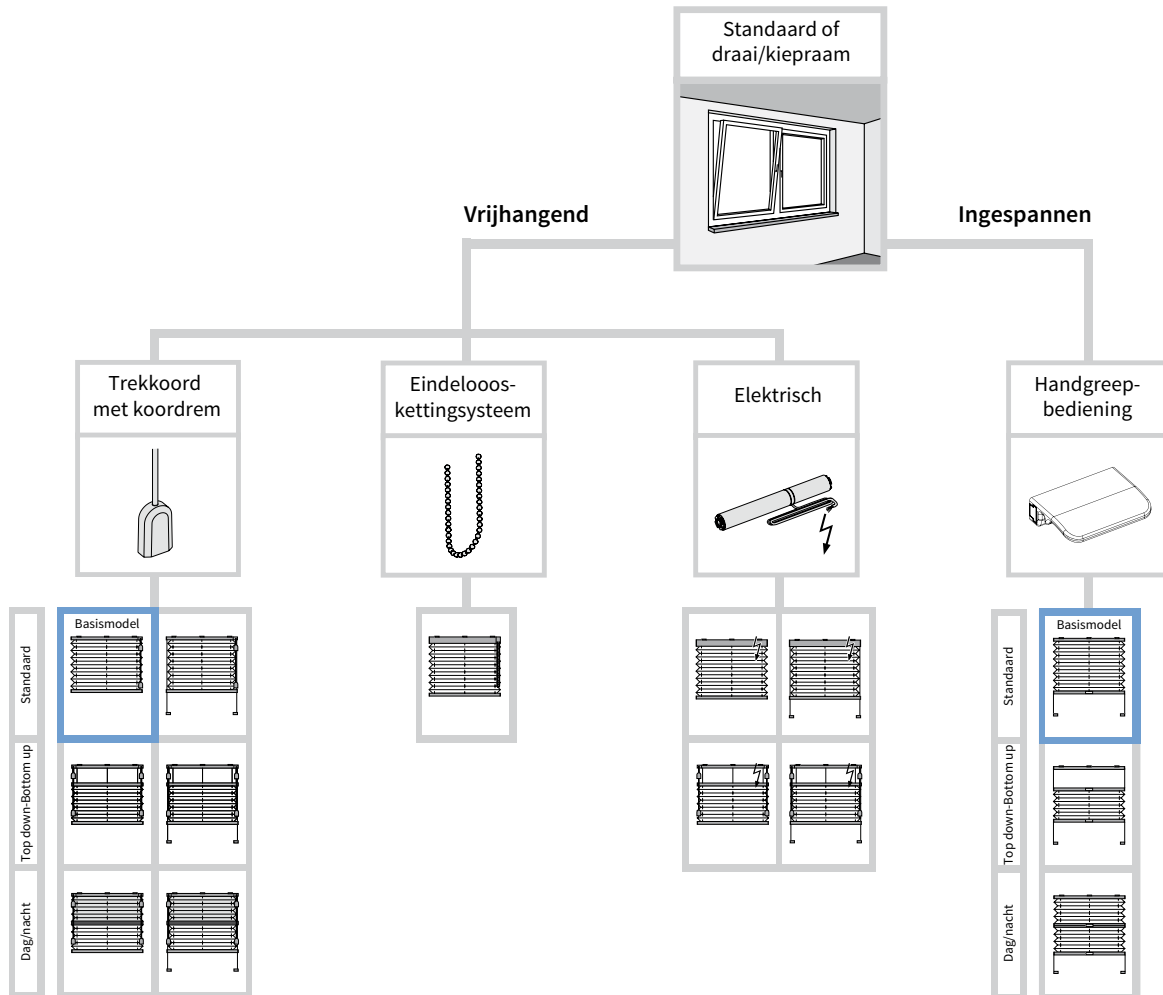 Standaard of
draai/kiepraam
Vrijhangend
Ingespannen
Trekkoord
met koordrem
Eindelooos-
kettingsysteem
Elektrisch
Handgreep-
bediening
Standaard
Basismodel
Top down-Bottom up
Dag/nacht
Standaard
Basismodel
Top down-Bottom up
Dag/nacht